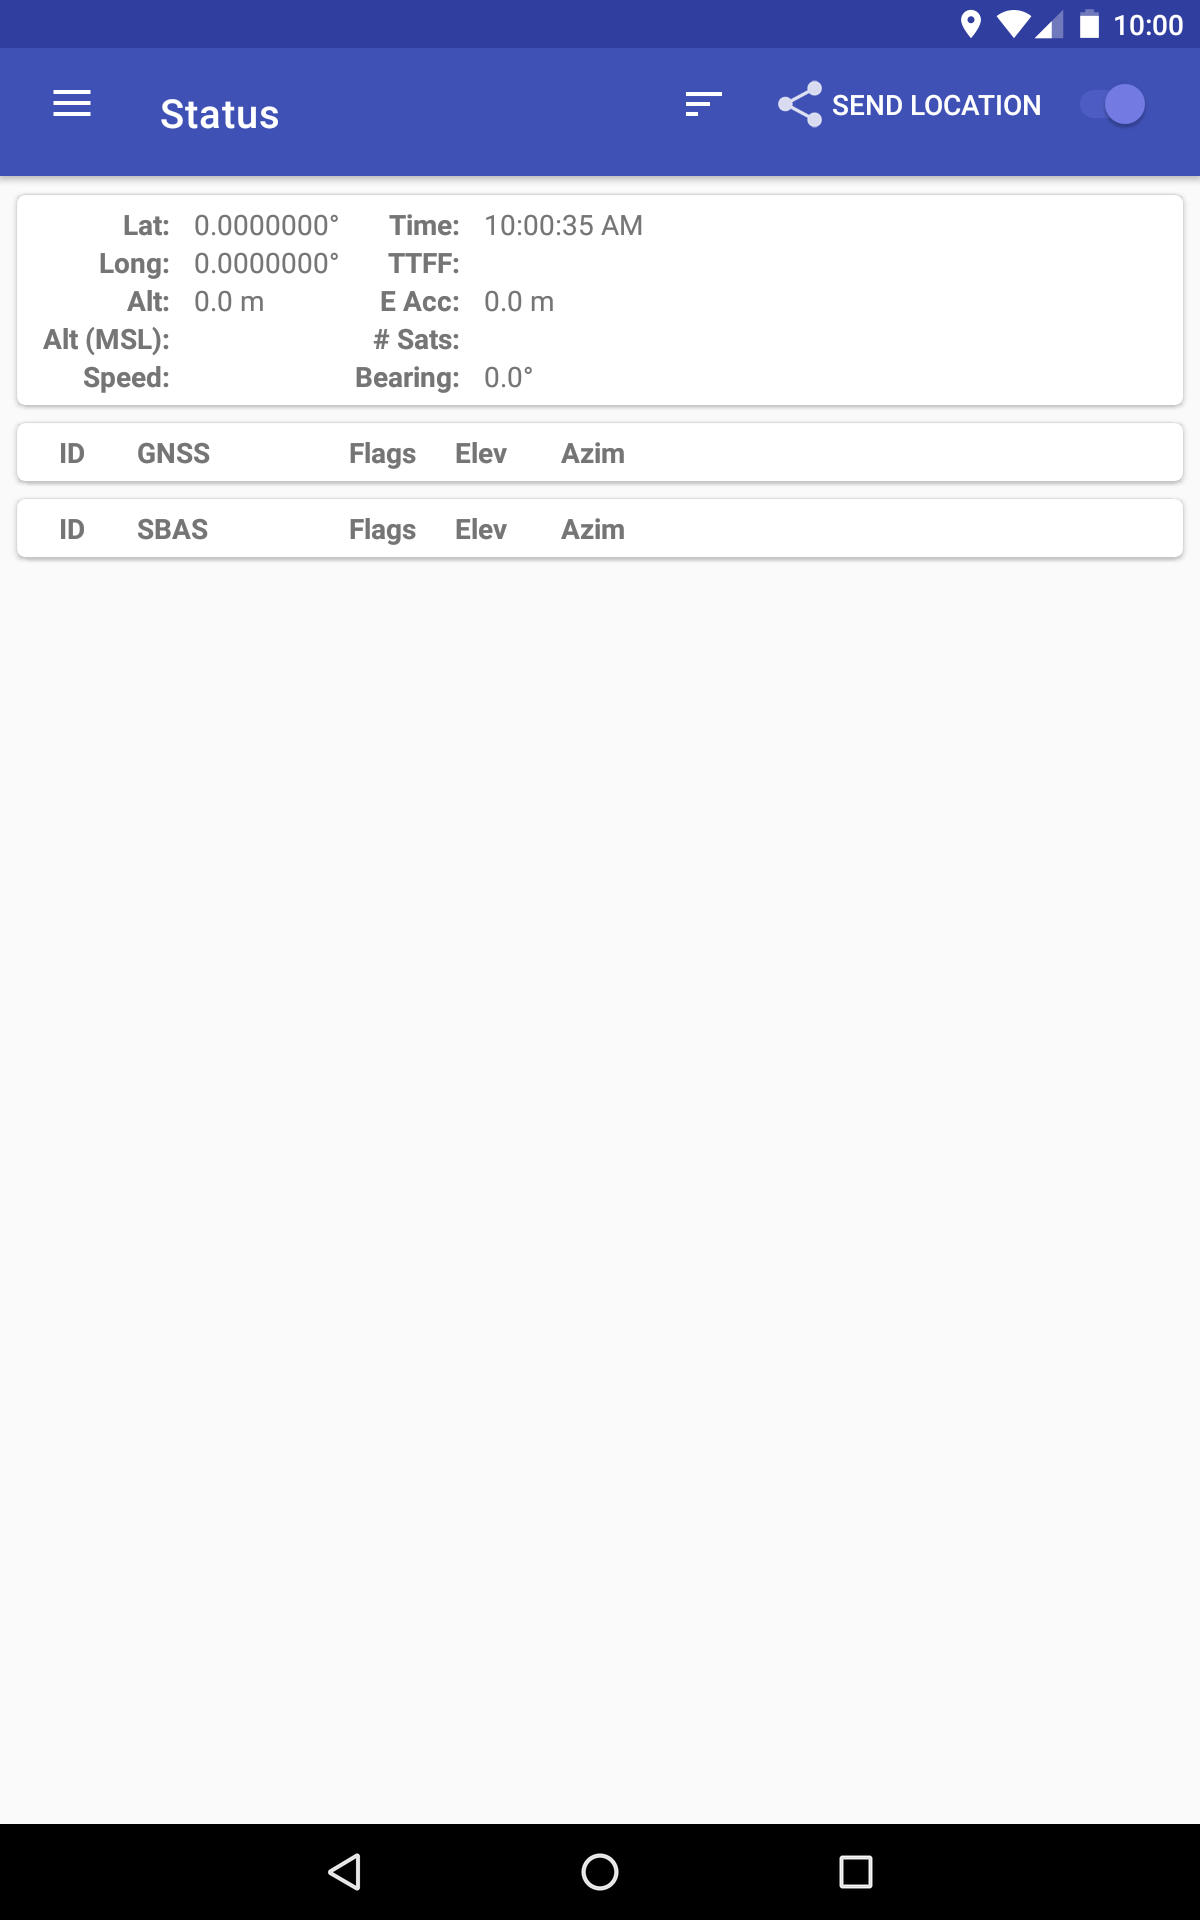 10:00
Status SEND LOCATION
Lat: 0.0000000° Time: 10:00:35 AM
Long: 0.0000000° TTFF:
Alt: 0.0 m E Acc: 0.0 m
Alt (MSL): # Sats:
Speed: Bearing: 0.0°
ID GNSS Flags Elev Azim
ID SBAS Flags Elev Azim